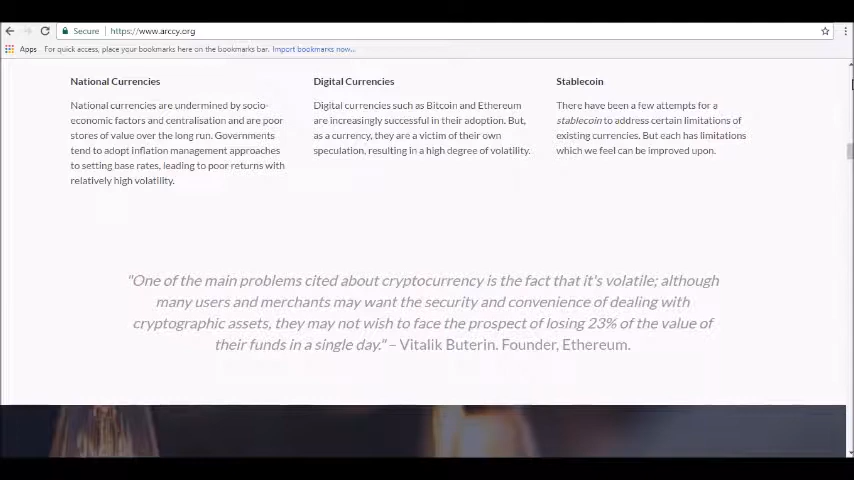 Secure https://www.arccy.org
Apps For quick access, place your bookmarks here on the bookmarks bar. Import bookmarks now...
National Currencies
National currencies are undermined by socio-
economic factors and centralisation and are poor
stores of value over the long run. Governments
tend to adopt inflation management approaches
to setting base rates, leading to poor returns with
relatively high volatility.
Digital Currencies
Digital currencies such as Bitcoin and Ethereum
are increasingly successful in their adoption. But,
as a currency, they are a victim of their own
speculation, resulting in a high degree of volatility.
Stablecoin
There have been a few attempts for a
stablecoin to address certain limitations of
existing currencies. But each has limitations
which we feel can be improved upon.
"One of the main problems cited about cryptocurrency is the fact that it's volatile; although
many users and merchants may want the security and convenience of dealing with
cryptographic assets, they may not wish to face the prospect of losing 23% of the value of
their funds in a single day." – Vitalik Buterin. Founder, Ethereum.